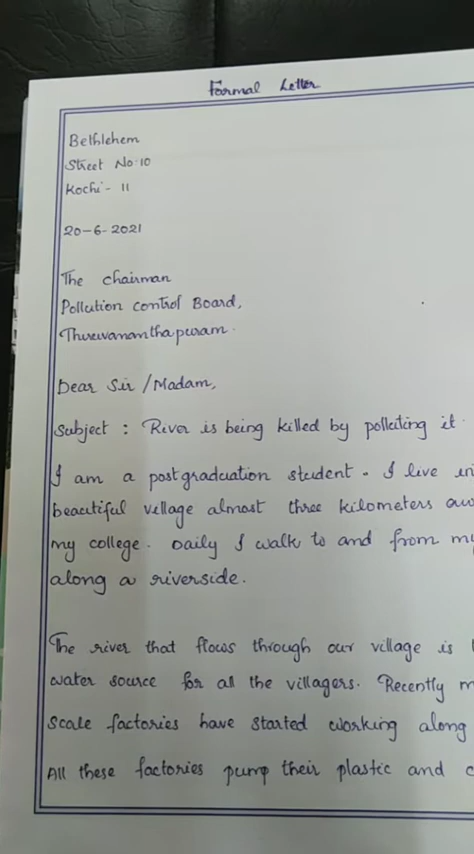 Formal Letter
Bethlehem
Street No: 10
Kochi - 11
20-6-2021
The chairman
Pollution control Board,
Thiruvananthapuram.
Dear Sir / Madam,
Subject : River is being killed by polluting it.
I am a postgraduation student. I live in
beautiful village almost three kilometers
my college. Daily I walk to and from my
along a riverside.
The river that flows through our village is
water source for all the villagers. Recently
scale factories have started working along
All these factories pump their plastic and